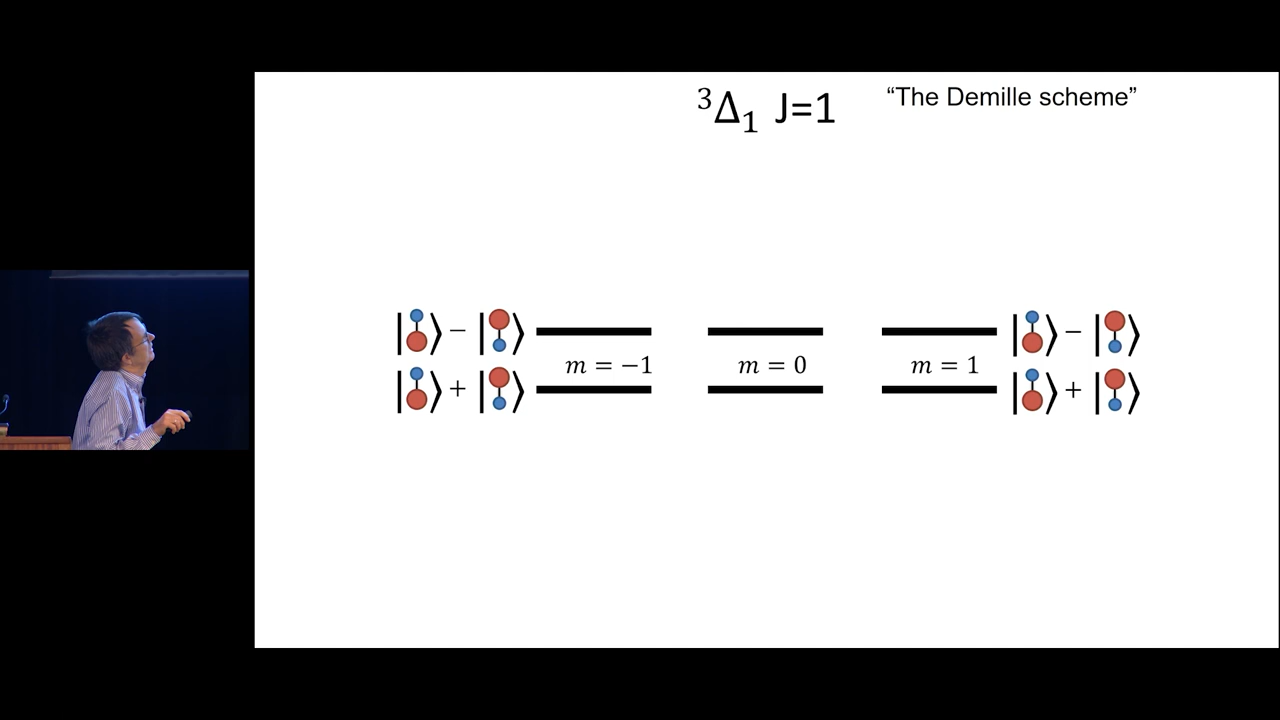 ³Δ₁ J=1
“The Demille scheme”
| ⟩ − | ⟩ m = −1 m = 0 m = 1 | ⟩ − | ⟩
| ⟩ + | ⟩ | ⟩ + | ⟩